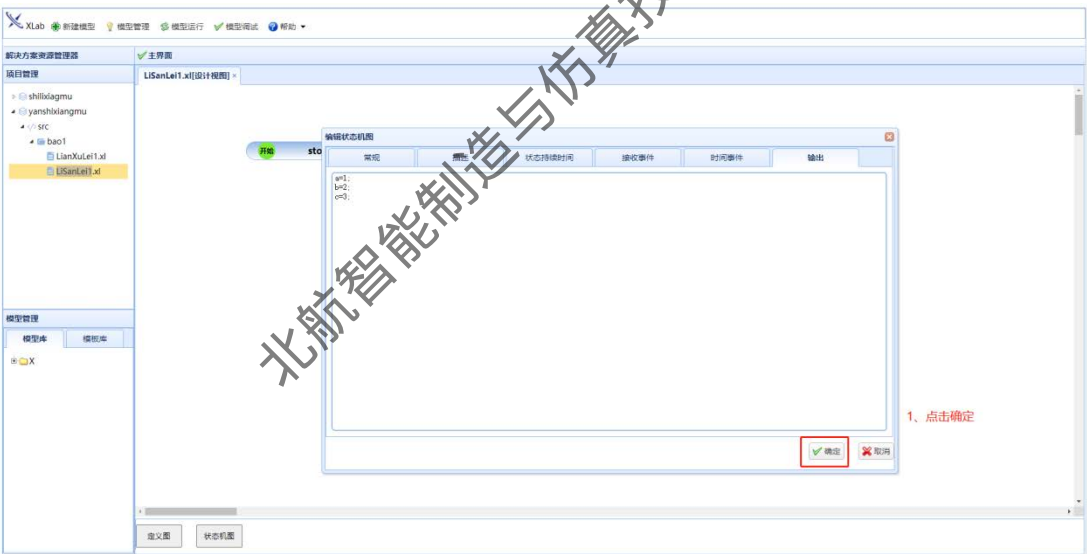 XLab 新建模型 模型管理 模型运行 模型调试 帮助
解决方案资源管理器
主界面
项目管理
LiSanLei1.xl[设计视图]
shilixiagmu
yanshixiangmu
src
bao1
LianXuLei1.xl
LiSanLei1.xl
开始
sto
编辑状态机图
常规
状态持续时间
接收事件
时间事件
输出
a=1;
b=2;
c=3;
北航智能制造与仿真技
模型管理
模型库
模板库
X
1、点击确定
确定
取消
定义图
状态机图